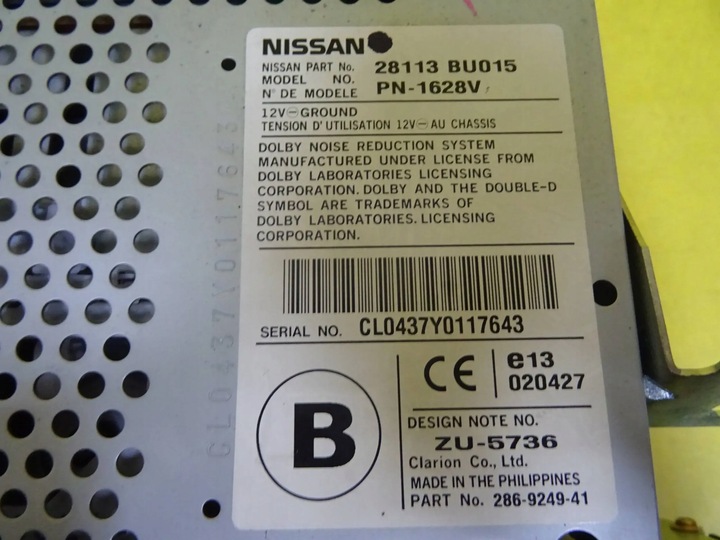 NISSAN
NISSAN PART No. 28113 BU015
MODEL NO.
N° DE MODELE PN-1628V
12V⊖GROUND
TENSION D'UTILISATION 12V⊖ AU CHASSIS
DOLBY NOISE REDUCTION SYSTEM
MANUFACTURED UNDER LICENSE FROM
DOLBY LABORATORIES LICENSING
CORPORATION. DOLBY AND THE DOUBLE-D
SYMBOL ARE TRADEMARKS OF
DOLBY LABORATORIES. LICENSING
CORPORATION.
SERIAL NO. CL0437Y0117643
B
CE
e13
020427
DESIGN NOTE NO.
ZU-5736
Clarion Co., Ltd.
MADE IN THE PHILIPPINES
PART No. 286-9249-41
CL0437Y0117643